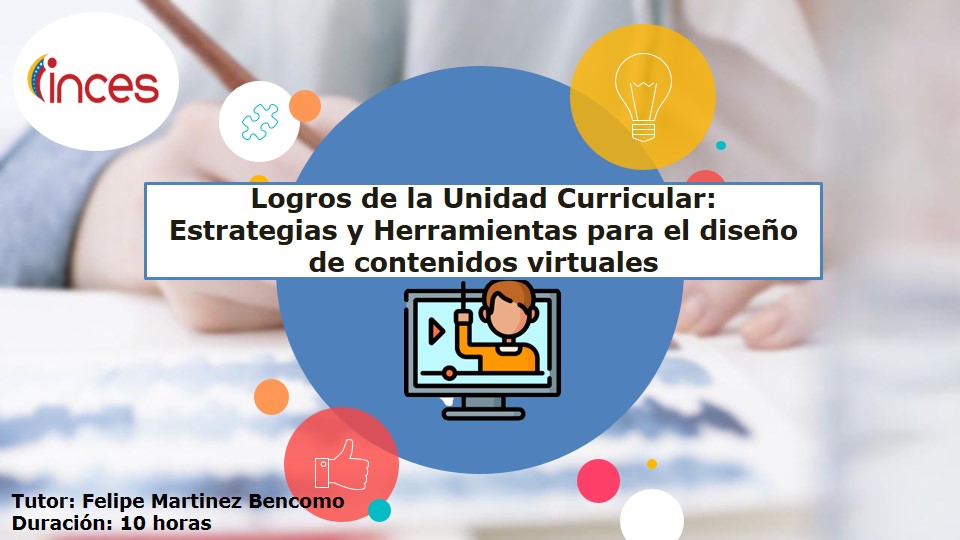 inces
Logros de la Unidad Curricular:
Estrategias y Herramientas para el diseño
de contenidos virtuales
Tutor: Felipe Martinez Bencomo
Duración: 10 horas